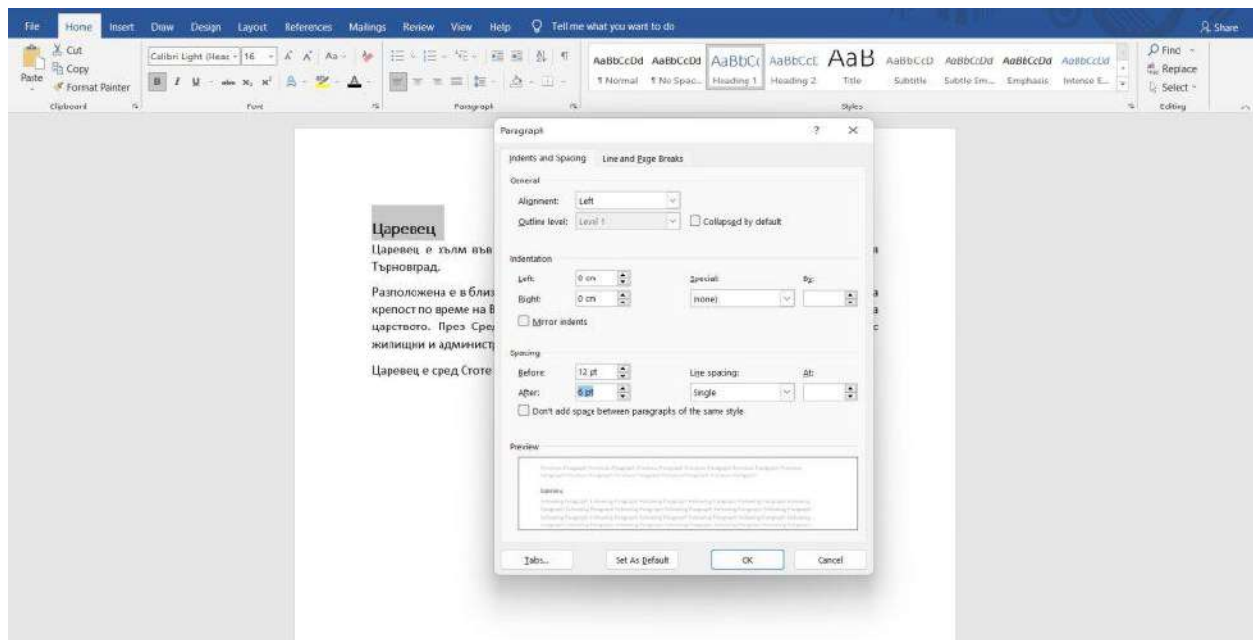 File Home Insert Draw Design Layout References Mailings Review View Help Tell me what you want to do Share
Cut
Copy
Format Painter
Paste
Clipboard
Calibri Light (Hea: 16
Font
Paragraph
AaBbCcDd AaBbCcDd AaBbC( AaBbCcE AaB AaBbCcD AaBbCcDd AaBbCcDd AaBbCcDd
¶ Normal ¶ No Spac... Heading 1 Heading 2 Title Subtitle Subtle Em... Emphasis Intense E...
Styles
Find
Replace
Select
Editing
Царевец
Царевец е хълм във
Търновград.
Разположена е в близ
крепост по време на В
царството. През Сред
жилищни и админист
Царевец е сред Стоте
Paragraph ? ×
Indents and Spacing Line and Page Breaks
General
Alignment: Left
Outline level: Level 1 Collapsed by default
Indentation
Left: 0 cm Special: By:
Right: 0 cm (none)
Mirror indents
Spacing
Before: 12 pt Line spacing: At:
After: 6 pt Single
Don't add space between paragraphs of the same style
Preview
Tabs... Set As Default OK Cancel